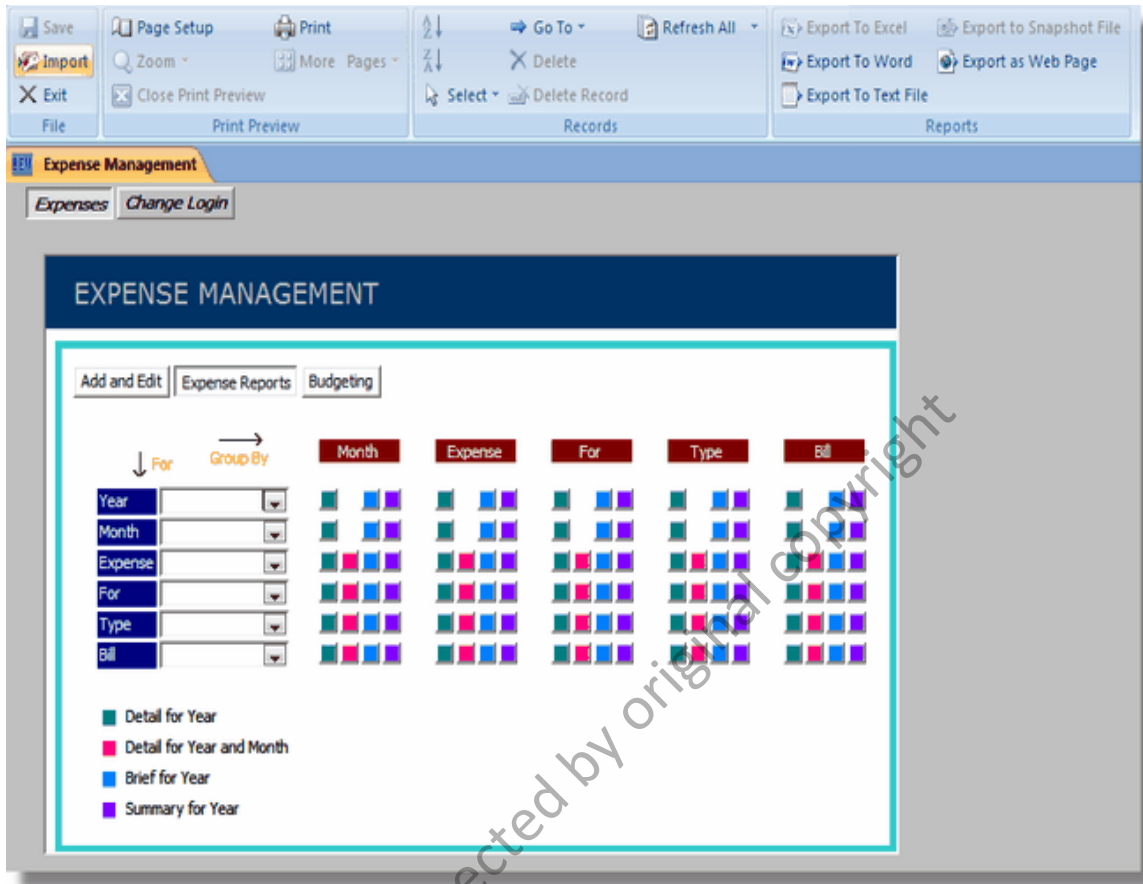 Save Page Setup Print Go To Refresh All Export To Excel Export to Snapshot File
Import Zoom More Pages Delete Export To Word Export as Web Page
Exit Close Print Preview Select Delete Record Export To Text File
File Print Preview Records Reports
Expense Management
Expenses Change Login
EXPENSE MANAGEMENT
Add and Edit Expense Reports Budgeting
For Group By Month Expense For Type Bill
Year
Month
Expense
For
Type
Bill
Detail for Year
Detail for Year and Month
Brief for Year
Summary for Year
ected by original copyright